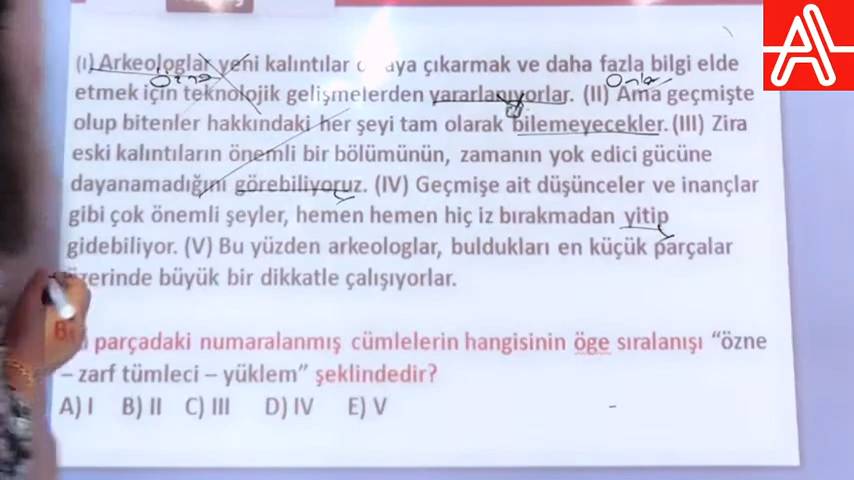 (I) Arkeologlar yeni kalıntılar aya çıkarmak ve daha fazla bilgi elde
Özne
Onlar
etmek için teknolojik gelişmelerden yararlanıyorlar. (II) Ama geçmişte
olup bitenler hakkındaki her şeyi tam olarak bilemeyecekler. (III) Zira
eski kalıntıların önemli bir bölümünün, zamanın yok edici gücüne
dayanamadığını görebiliyoruz. (IV) Geçmişe ait düşünceler ve inançlar
gibi çok önemli şeyler, hemen hemen hiç iz bırakmadan yitip
gidebiliyor. (V) Bu yüzden arkeologlar, buldukları en küçük parçalar
üzerinde büyük bir dikkatle çalışıyorlar.
parçadaki numaralanmış cümlelerin hangisinin öge sıralanışı “özne
– zarf tümleci – yüklem” şeklindedir?
A) I B) II C) III D) IV E) V